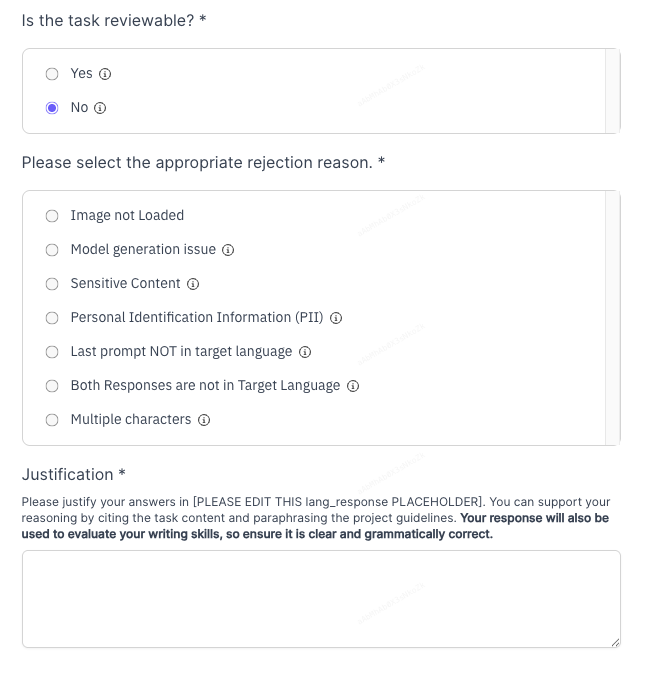 Is the task reviewable? *
Yes
No
Please select the appropriate rejection reason. *
Image not Loaded
Model generation issue
Sensitive Content
Personal Identification Information (PII)
Last prompt NOT in target language
Both Responses are not in Target Language
Multiple characters
Justification *
Please justify your answers in [PLEASE EDIT THIS lang_response PLACEHOLDER]. You can support your
reasoning by citing the task content and paraphrasing the project guidelines. Your response will also be
used to evaluate your writing skills, so ensure it is clear and grammatically correct.